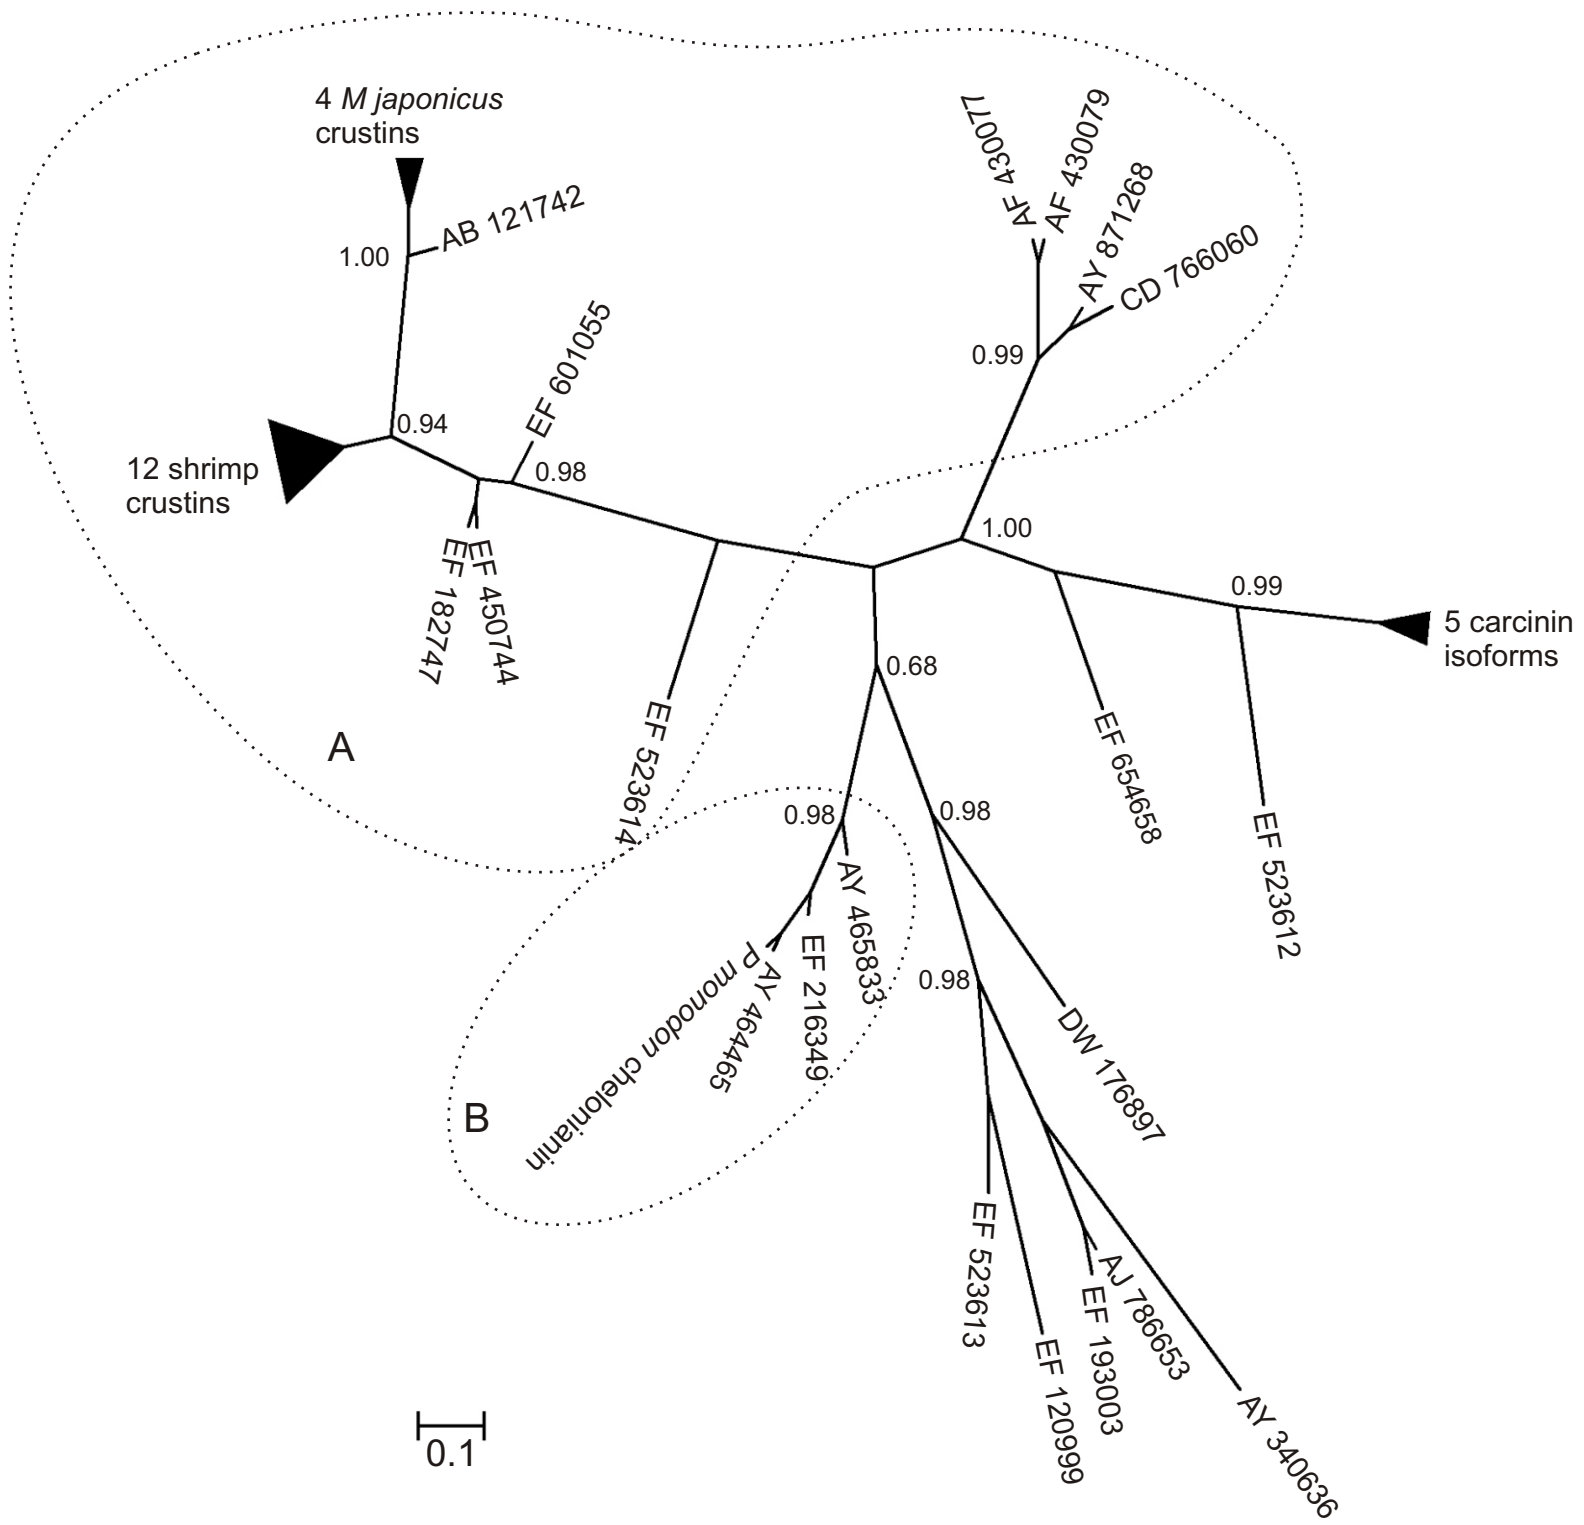 4 M japonicus
crustins
AB 121742
1.00
AF 430077
AF 430079
AY 871268
CD 766060
0.99
EF 601055
0.94
0.98
12 shrimp
crustins
EF 182747
EF 450744
1.00
0.99
5 carcinin
isoforms
0.68
EF 523614
EF 654658
EF 523612
A
0.98
0.98
AY 465833
EF 216349
AY 464465
P monodon chelonianin
B
0.98
DW 176897
EF 523613
EF 120999
EF 193003
AJ 786653
AY 340636
0.1